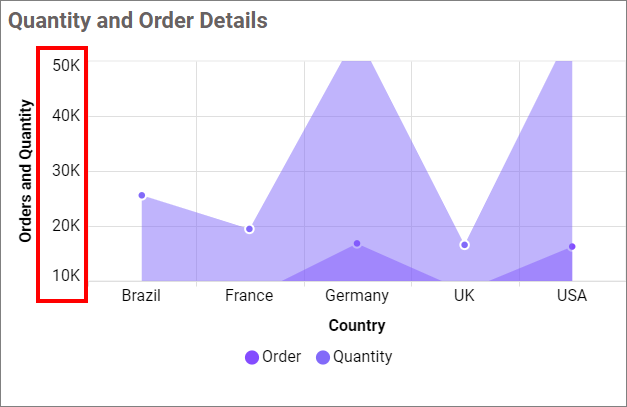 Quantity and Order Details
Orders and Quantity
50K
40K
30K
20K
10K
Brazil France Germany UK USA
Country
Order Quantity